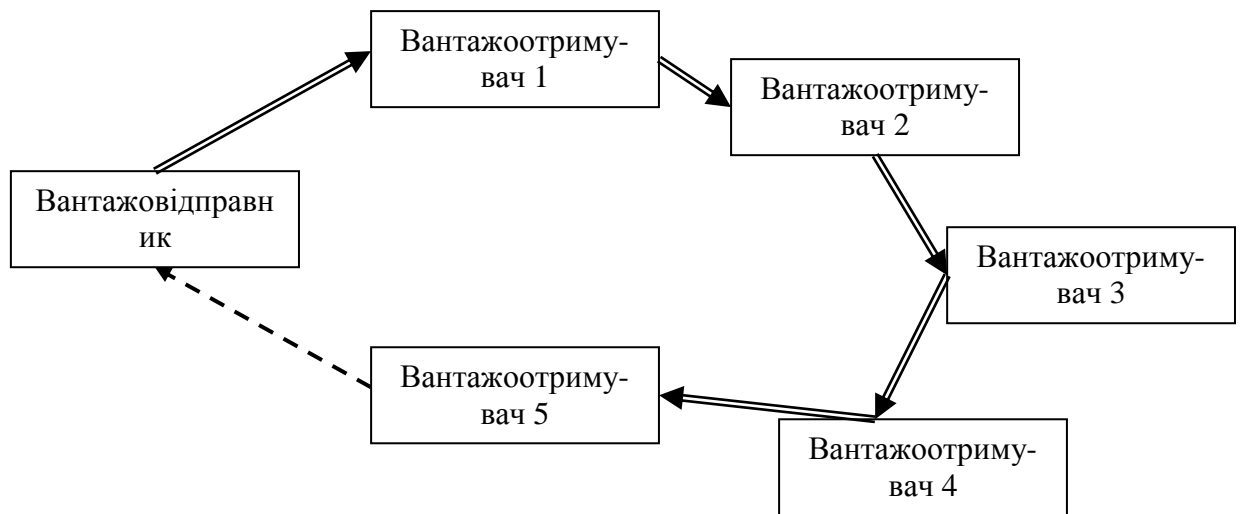 Вантажоотриму-
вач 1
Вантажоотриму-
вач 2
Вантажовідправн
ик
Вантажоотриму-
вач 3
Вантажоотриму-
вач 5
Вантажоотриму-
вач 4